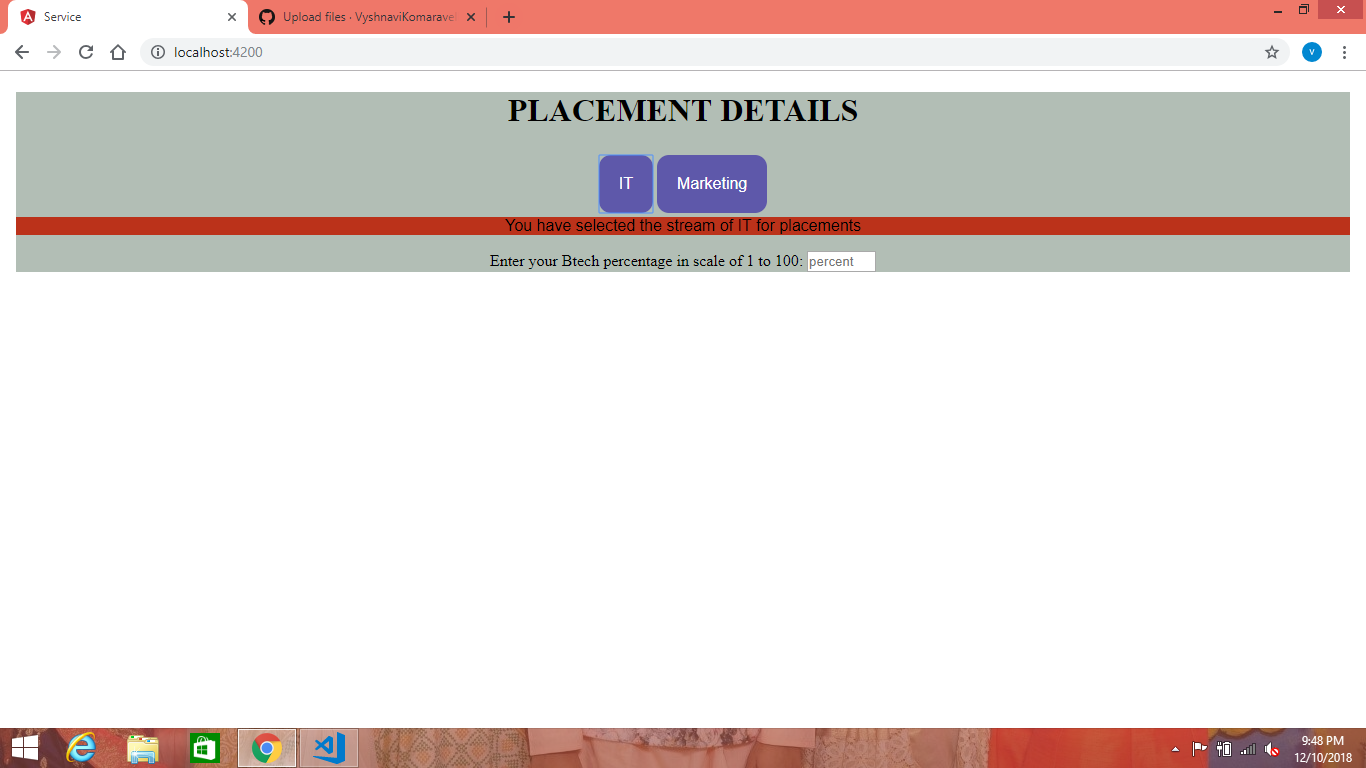 Service
Upload files · VyshnaviKomaravel
localhost:4200
v
PLACEMENT DETAILS
IT
Marketing
You have selected the stream of IT for placements
Enter your Btech percentage in scale of 1 to 100: percent
9:48 PM
12/10/2018